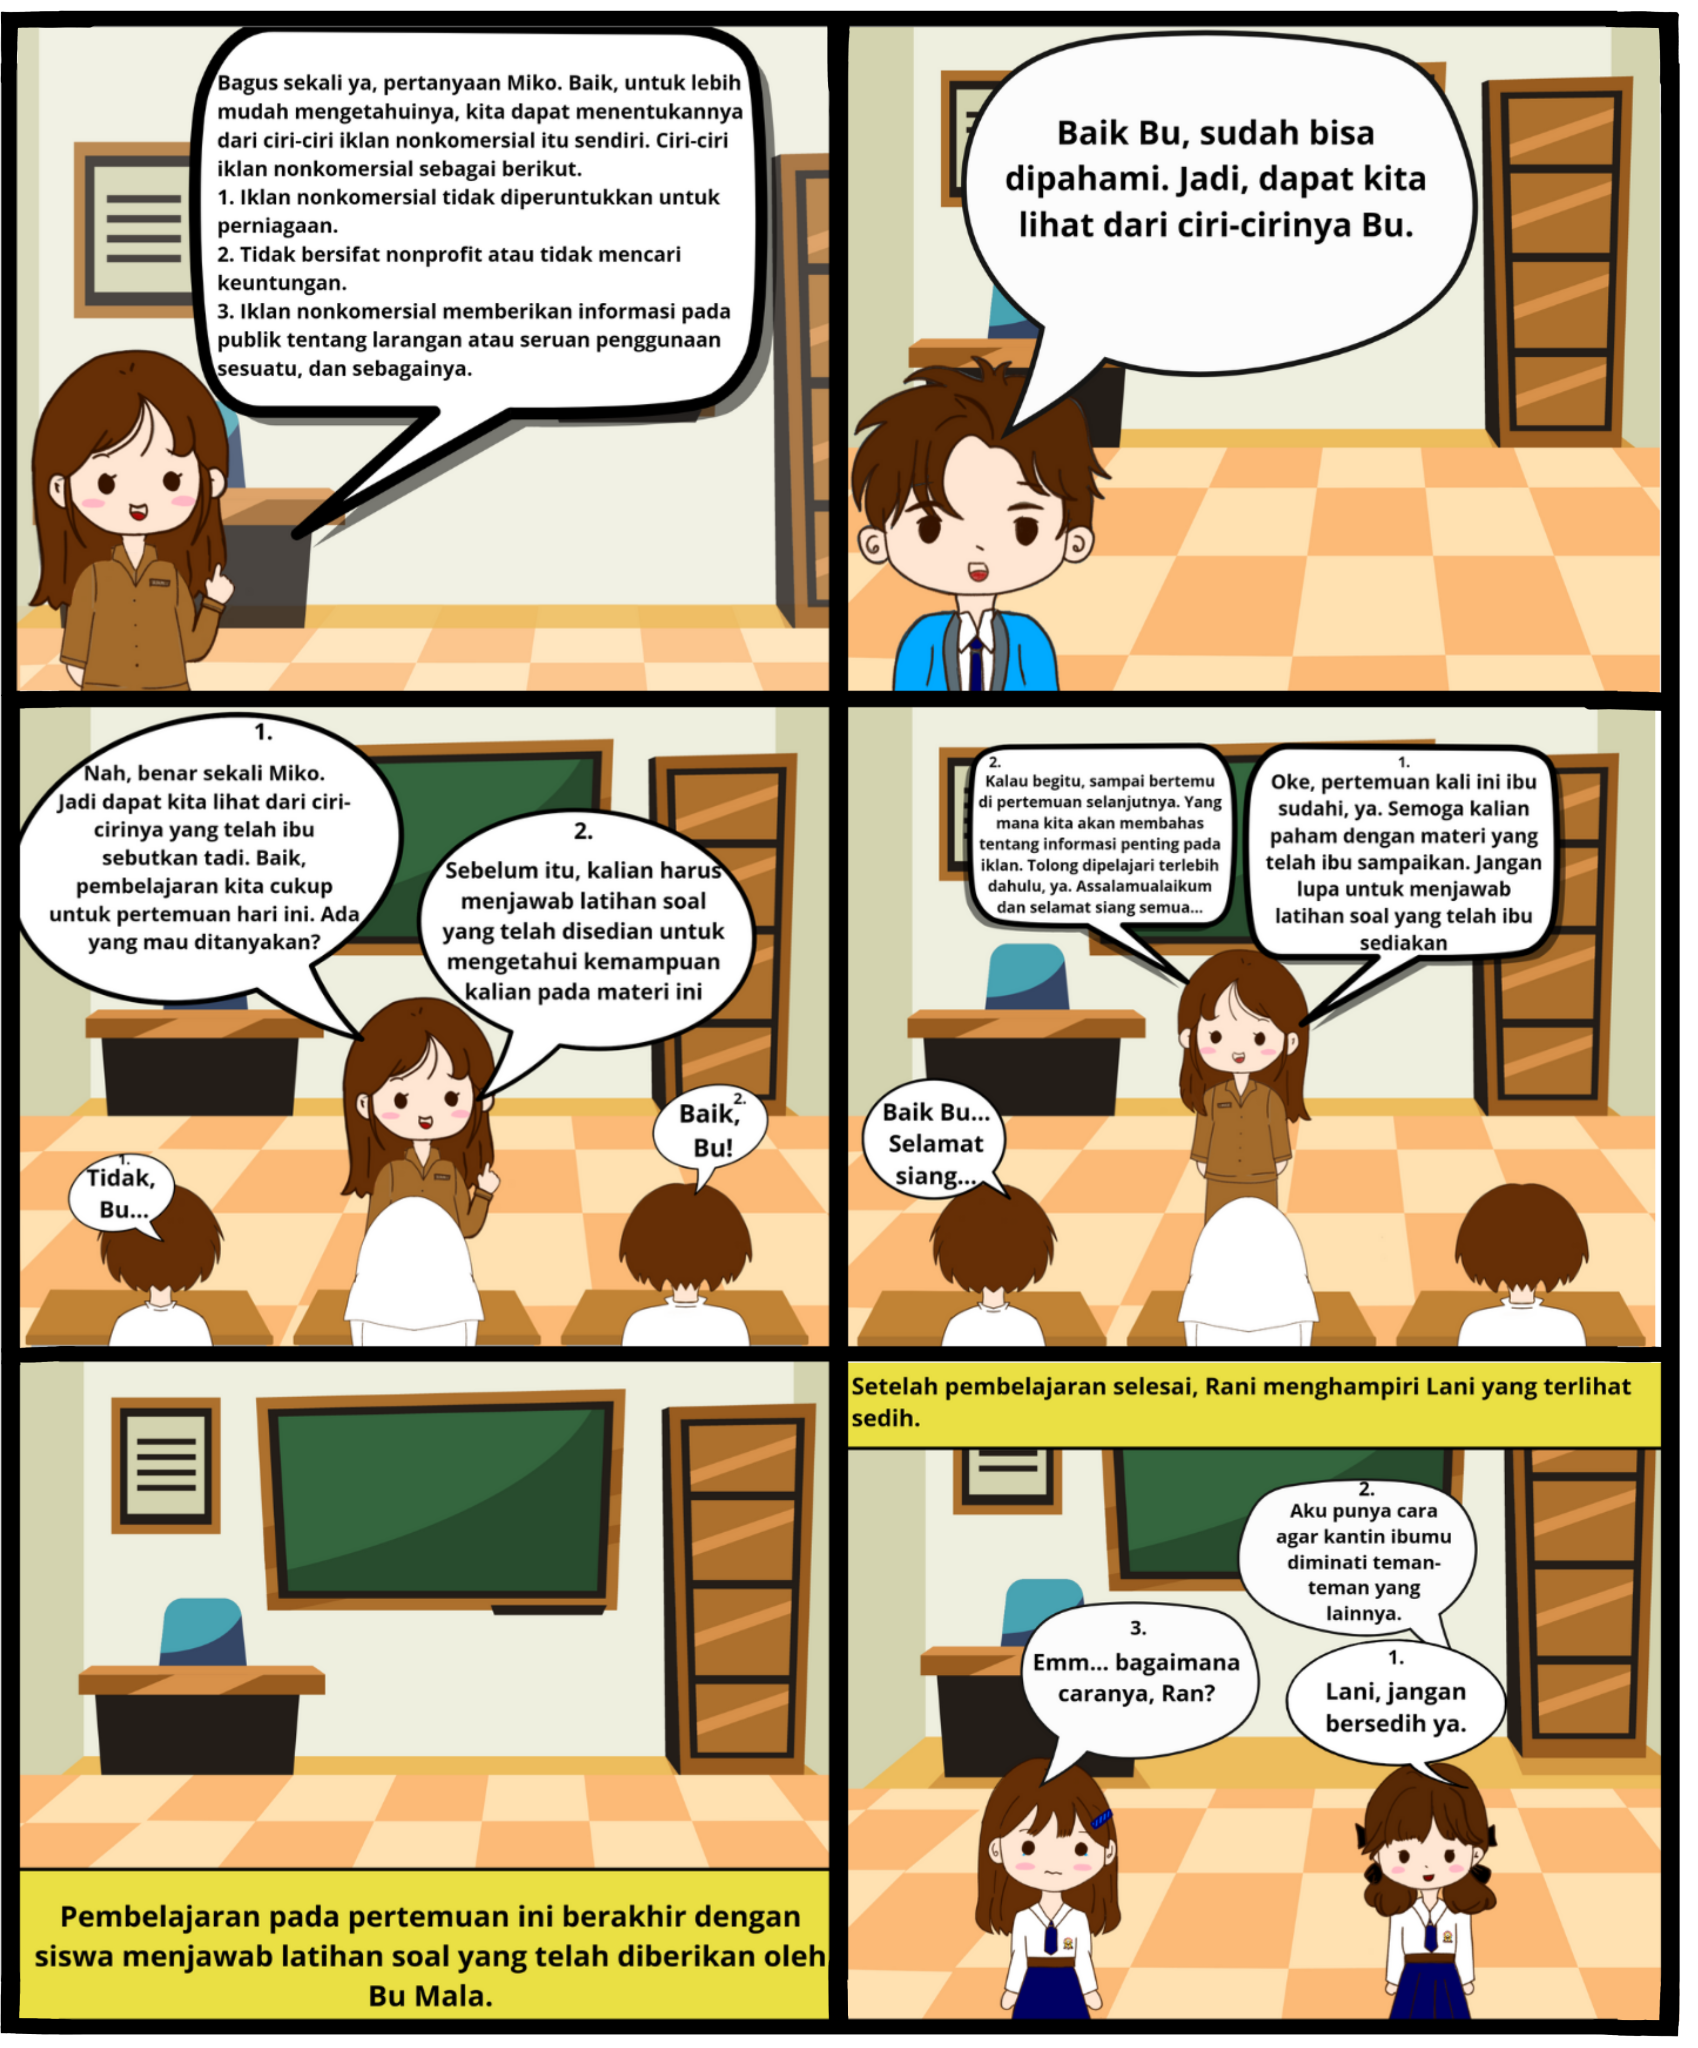 Bagus sekali ya, pertanyaan Miko. Baik, untuk lebih
mudah mengetahuinya, kita dapat menentukannya
dari ciri-ciri iklan nonkomersial itu sendiri. Ciri-ciri
iklan nonkomersial sebagai berikut.
1. Iklan nonkomersial tidak diperuntukkan untuk
perniagaan.
2. Tidak bersifat nonprofit atau tidak mencari
keuntungan.
3. Iklan nonkomersial memberikan informasi pada
publik tentang larangan atau seruan penggunaan
sesuatu, dan sebagainya.
Baik Bu, sudah bisa
dipahami. Jadi, dapat kita
lihat dari ciri-cirinya Bu.
1.
Nah, benar sekali Miko.
Jadi dapat kita lihat dari ciri-
cirinya yang telah ibu
sebutkan tadi. Baik,
pembelajaran kita cukup
untuk pertemuan hari ini. Ada
yang mau ditanyakan?
1.
Tidak,
Bu...
2.
Sebelum itu, kalian harus
menjawab latihan soal
yang telah disedian untuk
mengetahui kemampuan
kalian pada materi ini
2.
Baik,
Bu!
1.
Oke, pertemuan kali ini ibu
sudahi, ya. Semoga kalian
paham dengan materi yang
telah ibu sampaikan. Jangan
lupa untuk menjawab
latihan soal yang telah ibu
sediakan
2.
Kalau begitu, sampai bertemu
di pertemuan selanjutnya. Yang
mana kita akan membahas
tentang informasi penting pada
iklan. Tolong dipelajari terlebih
dahulu, ya. Assalamualaikum
dan selamat siang semua...
Baik Bu...
Selamat
siang...
Pembelajaran pada pertemuan ini berakhir dengan
siswa menjawab latihan soal yang telah diberikan oleh
Bu Mala.
Setelah pembelajaran selesai, Rani menghampiri Lani yang terlihat
sedih.
1.
Lani, jangan
bersedih ya.
2.
Aku punya cara
agar kantin ibumu
diminati teman-
teman yang
lainnya.
3.
Emm... bagaimana
caranya, Ran?